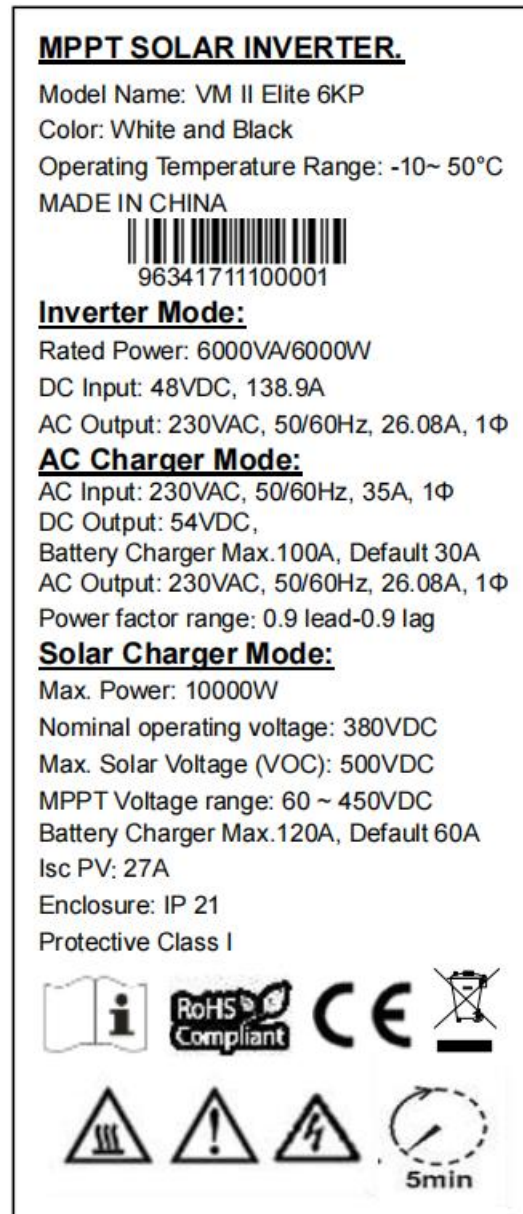 MPPT SOLAR INVERTER.
Model Name: VM II Elite 6KP
Color: White and Black
Operating Temperature Range: -10~ 50°C
MADE IN CHINA
96341711100001
Inverter Mode:
Rated Power: 6000VA/6000W
DC Input: 48VDC, 138.9A
AC Output: 230VAC, 50/60Hz, 26.08A, 1Φ
AC Charger Mode:
AC Input: 230VAC, 50/60Hz, 35A, 1Φ
DC Output: 54VDC,
Battery Charger Max.100A, Default 30A
AC Output: 230VAC, 50/60Hz, 26.08A, 1Φ
Power factor range: 0.9 lead-0.9 lag
Solar Charger Mode:
Max. Power: 10000W
Nominal operating voltage: 380VDC
Max. Solar Voltage (VOC): 500VDC
MPPT Voltage range: 60 ~ 450VDC
Battery Charger Max.120A, Default 60A
Isc PV: 27A
Enclosure: IP 21
Protective Class I
i
RoHS
Compliant
CE
5min